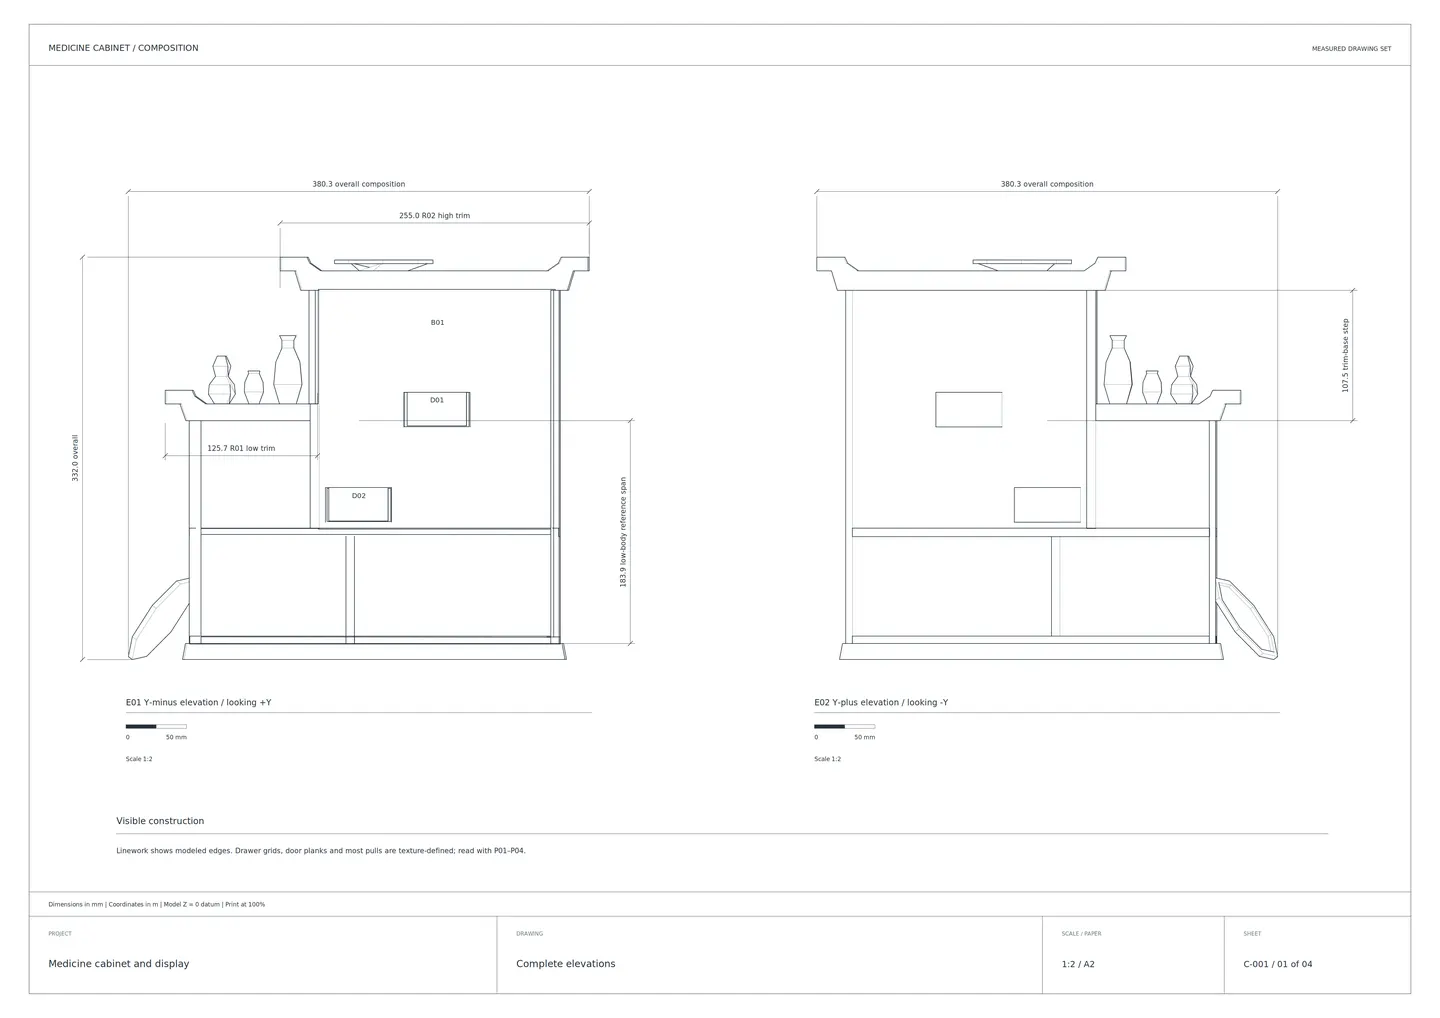 MEDICINE CABINET / COMPOSITION
MEASURED DRAWING SET
380.3 overall composition
255.0 R02 high trim
B01
D01
125.7 R01 low trim
332.0 overall
D02
183.9 low-body reference span
E01 Y-minus elevation / looking +Y
0 50 mm
Scale 1:2
380.3 overall composition
107.5 trim-base step
E02 Y-plus elevation / looking -Y
0 50 mm
Scale 1:2
Visible construction
Linework shows modeled edges. Drawer grids, door planks and most pulls are texture-defined; read with P01–P04.
Dimensions in mm | Coordinates in m | Model Z = 0 datum | Print at 100%
PROJECT
Medicine cabinet and display
DRAWING
Complete elevations
SCALE / PAPER
1:2 / A2
SHEET
C-001 / 01 of 04